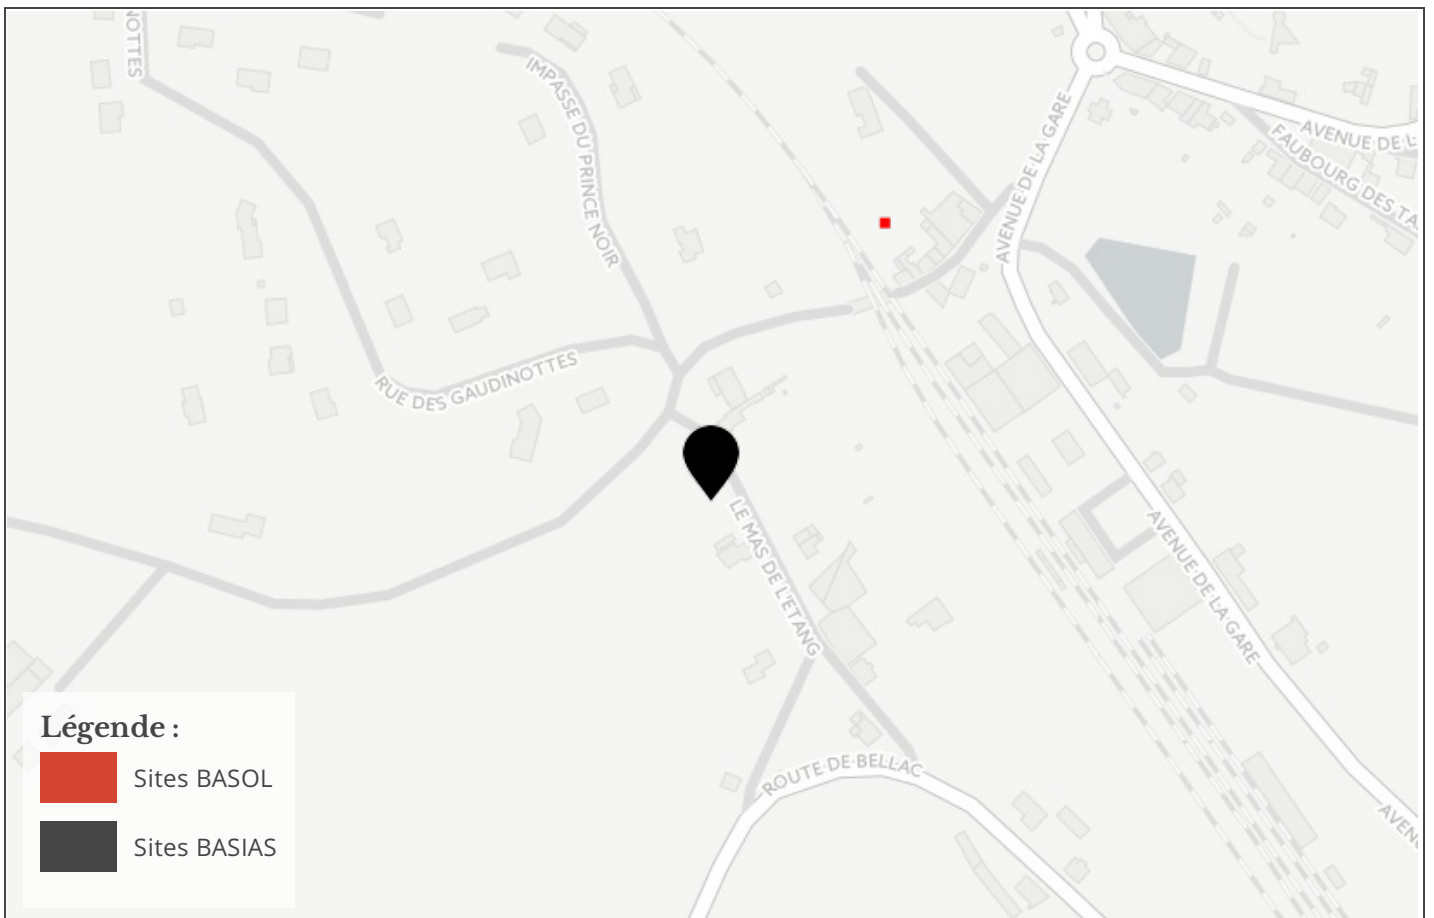 NOTTES
IMPASSE DU PRINCE NOIR
AVENUE DE LA GARE
AVENUE DE L
FAUBOURG DES TA
RUE DES GAUDINOTTES
LE MAS DE L'ETANG
AVENUE DE LA GARE
ROUTE DE BELLAC
AVEN
Légende :
Sites BASOL
Sites BASIAS